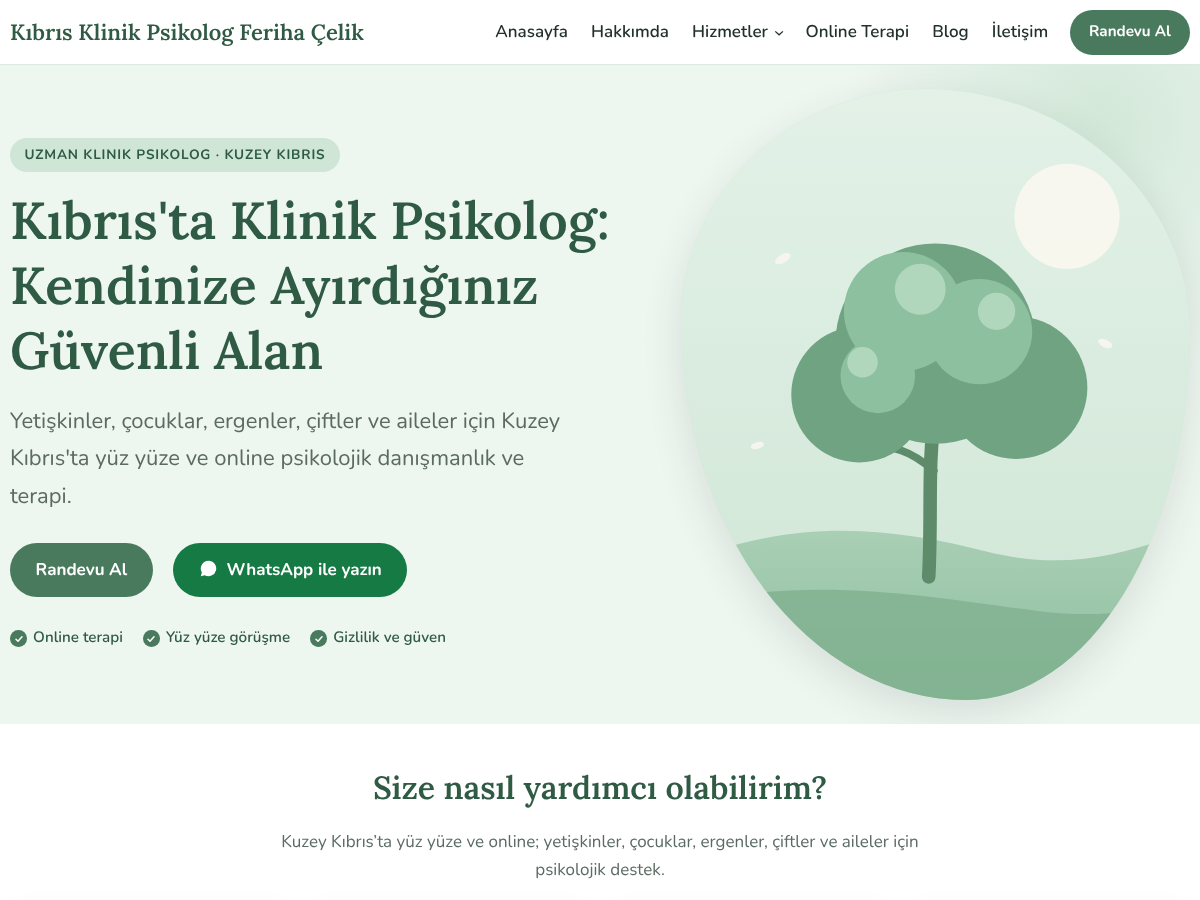 Kıbrıs Klinik Psikolog Feriha Çelik
Anasayfa Hakkımda Hizmetler Online Terapi Blog İletişim Randevu Al
UZMAN KLINIK PSIKOLOG · KUZEY KIBRIS
Kıbrıs'ta Klinik Psikolog:
Kendinize Ayırdığınız
Güvenli Alan
Yetişkinler, çocuklar, ergenler, çiftler ve aileler için Kuzey
Kıbrıs'ta yüz yüze ve online psikolojik danışmanlık ve
terapi.
Randevu Al WhatsApp ile yazın
Online terapi Yüz yüze görüşme Gizlilik ve güven
Size nasıl yardımcı olabilirim?
Kuzey Kıbrıs’ta yüz yüze ve online; yetişkinler, çocuklar, ergenler, çiftler ve aileler için
psikolojik destek.